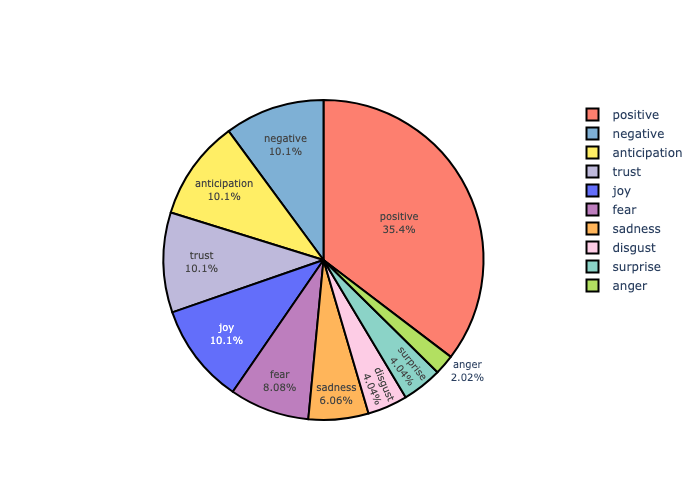 negative
10.1%
anticipation
10.1%
trust
10.1%
joy
10.1%
fear
8.08%
sadness
6.06%
disgust
4.04%
surprise
4.04%
anger
2.02%
positive
35.4%
positive
negative
anticipation
trust
joy
fear
sadness
disgust
surprise
anger